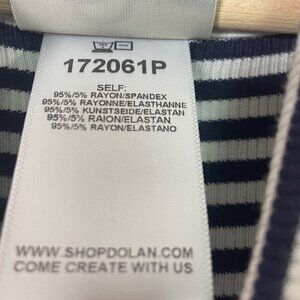 172061P
SELF:
95%/5% RAYON/SPANDEX
95%/5% RAYONNE/ELASTHANNE
95%/5% KUNSTSEIDE/ELASTAN
95%/5% RAION/ELASTAN
95%/5% RAYON/ELASTANO
WWW.SHOPDOLAN.COM
COME CREATE WITH US